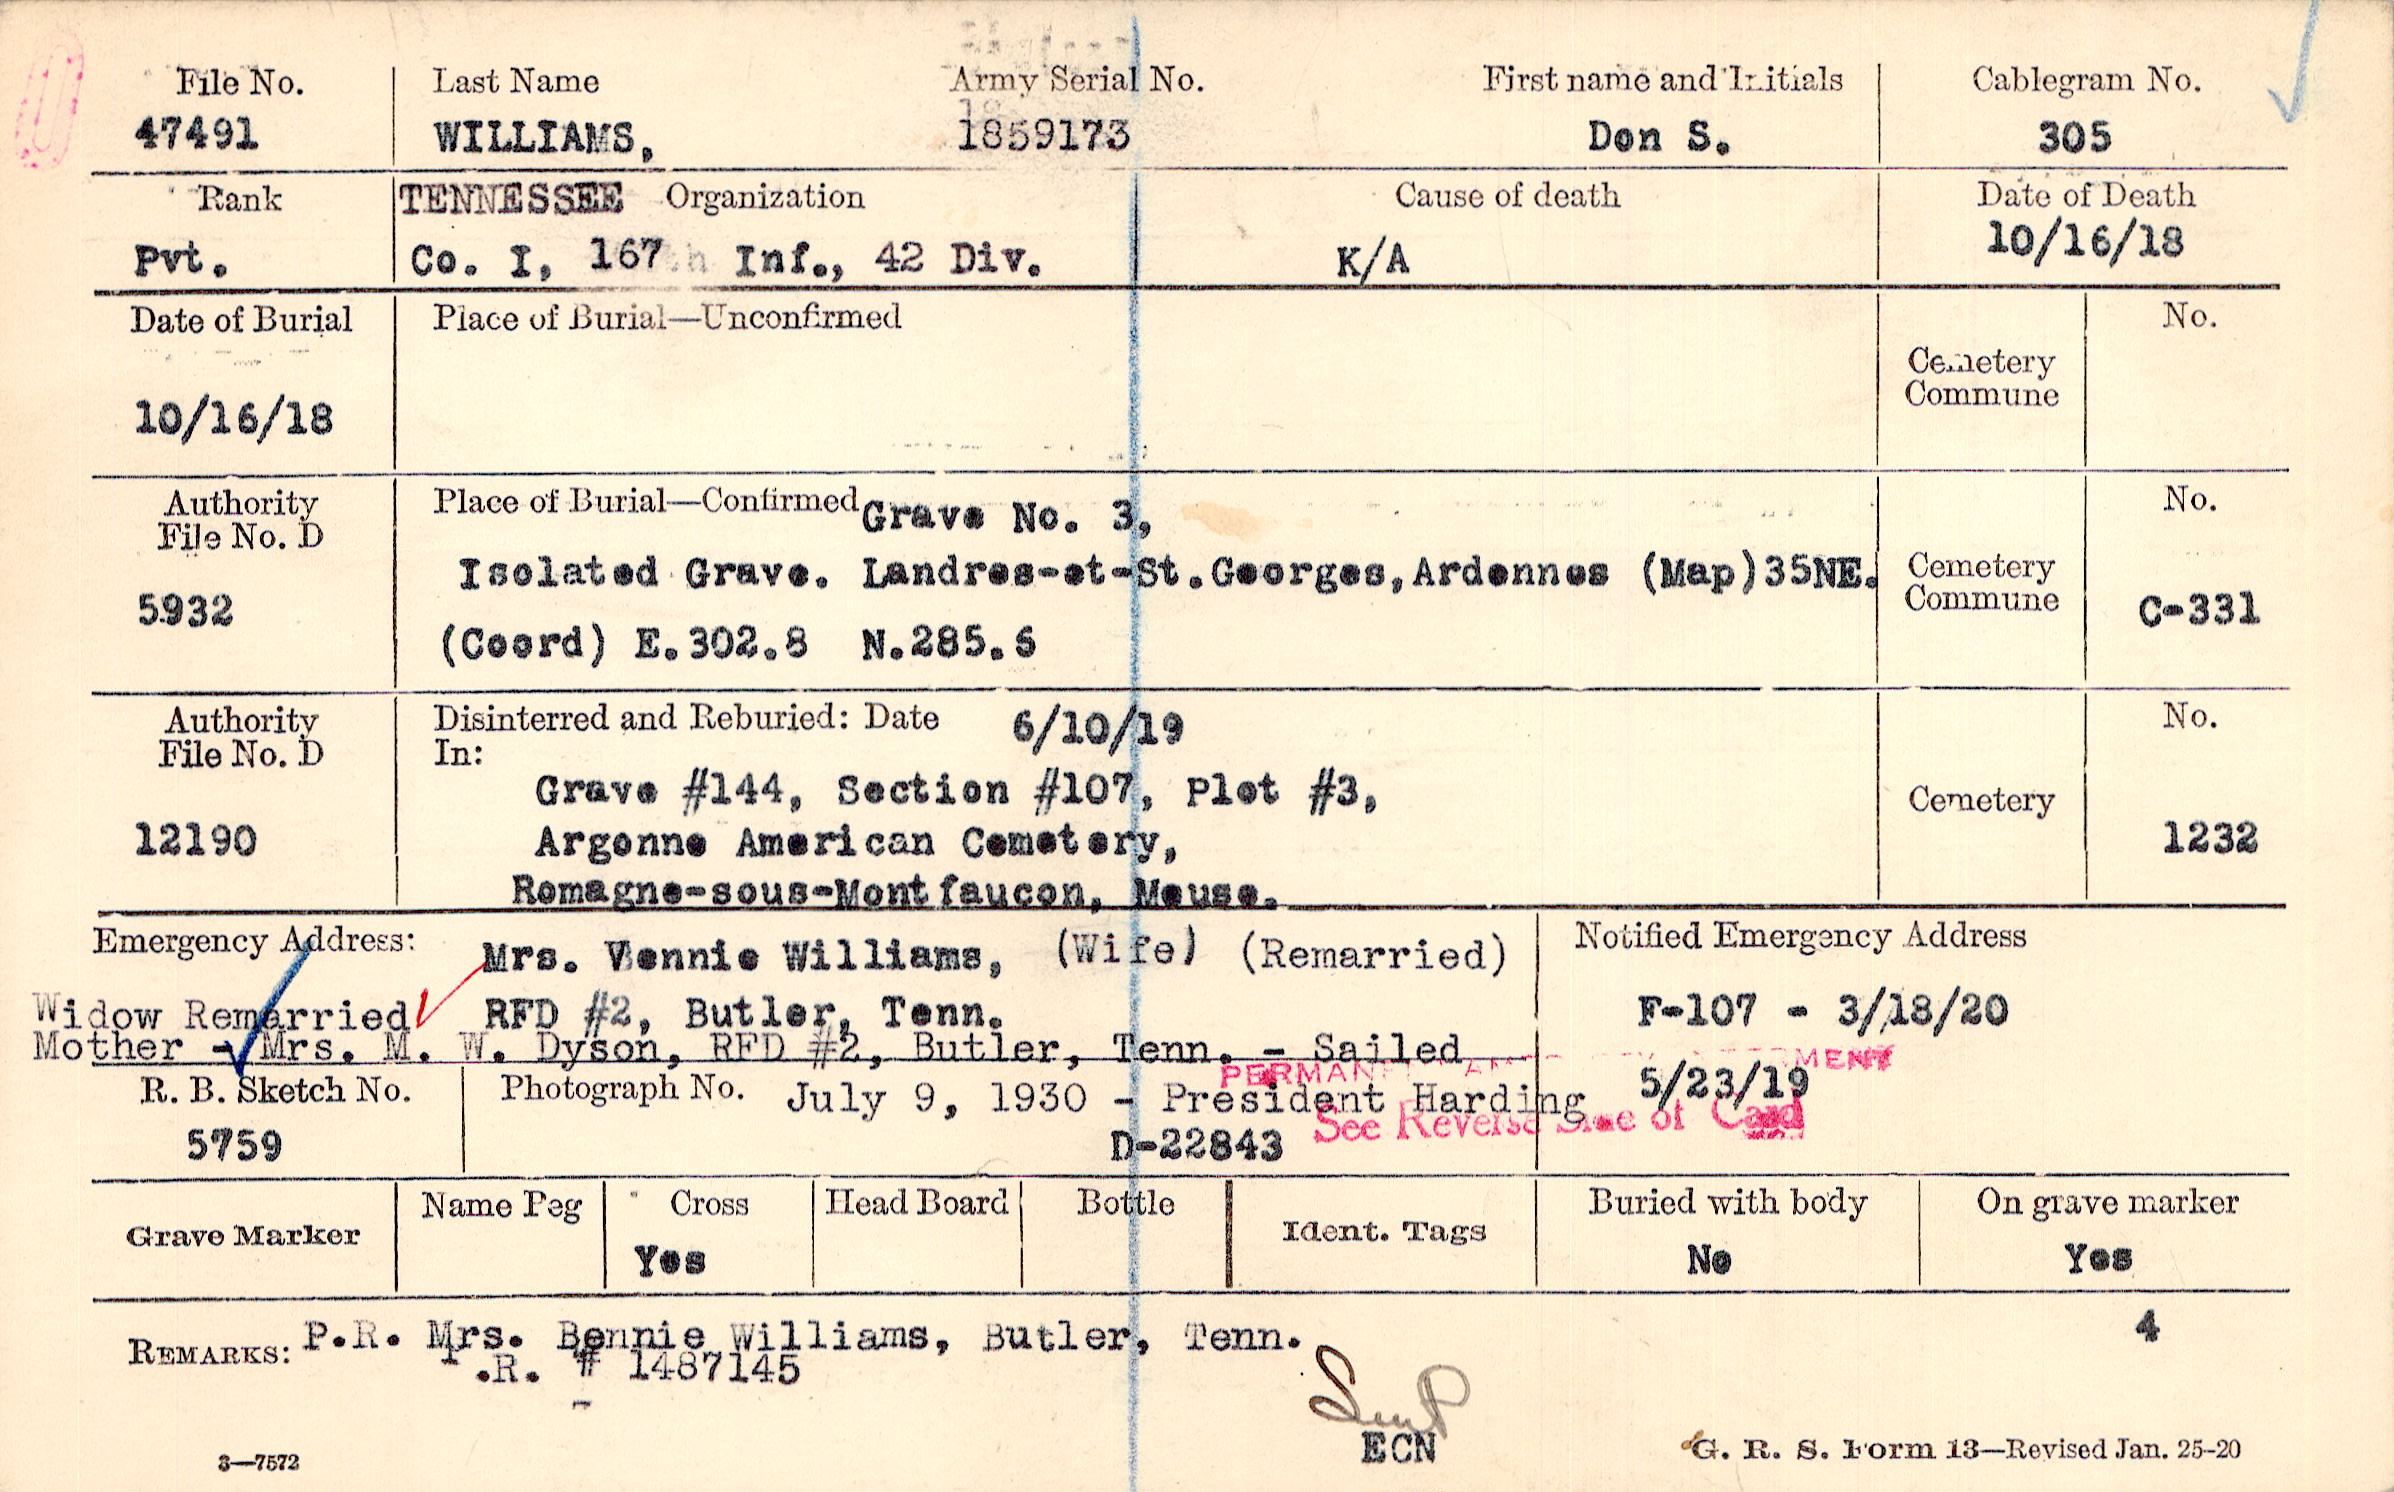 File No. Last Name Army Serial No. First name and Initials Cablegram No.
47491 WILLIAMS, 1859173 Don S. 305
Rank TENNESSEE Organization Cause of death Date of Death
Pvt. Co. I, 167 Inf., 42 Div. K/A 10/16/18
Date of Burial Place of Burial—Unconfirmed No.
Cemetery
Commune
10/16/18
Authority Place of Burial—Confirmed Grave No. 3, No.
File No. D
Isolated Grave. Landres-et-St.Georges, Ardennes (Map)35NE. Cemetery
5932 Commune C-331
(Coord) E.302.8 N.285.6
Authority Disinterred and Reburied: Date 6/10/19 No.
File No. D In:
Grave #144, Section #107, Plot #3, Cemetery
12190 Argonne American Cemetery, 1232
Romagne-sous-Montfaucon, Meuse.
Emergency Address: Mrs. Vennie Williams, (Wife) (Remarried) Notified Emergency Address
Widow Remarried RFD #2, Butler, Tenn. F-107 - 3/18/20
Mother - Mrs. M. W. Dyson, RFD #2, Butler, Tenn. - Sailed
R. B. Sketch No. Photograph No. July 9, 1930 - President Harding 5/23/19
See Reverse Side of Card
5759 D-22843
Grave Marker Name Peg Cross Head Board Bottle Ident. Tags Buried with body On grave marker
Yes No Yes
4
REMARKS: P.R. Mrs. Bennie Williams, Butler, Tenn.
P.R. # 1487145
ECN
3—7572 G. R. S. Form 13—Revised Jan. 25-20